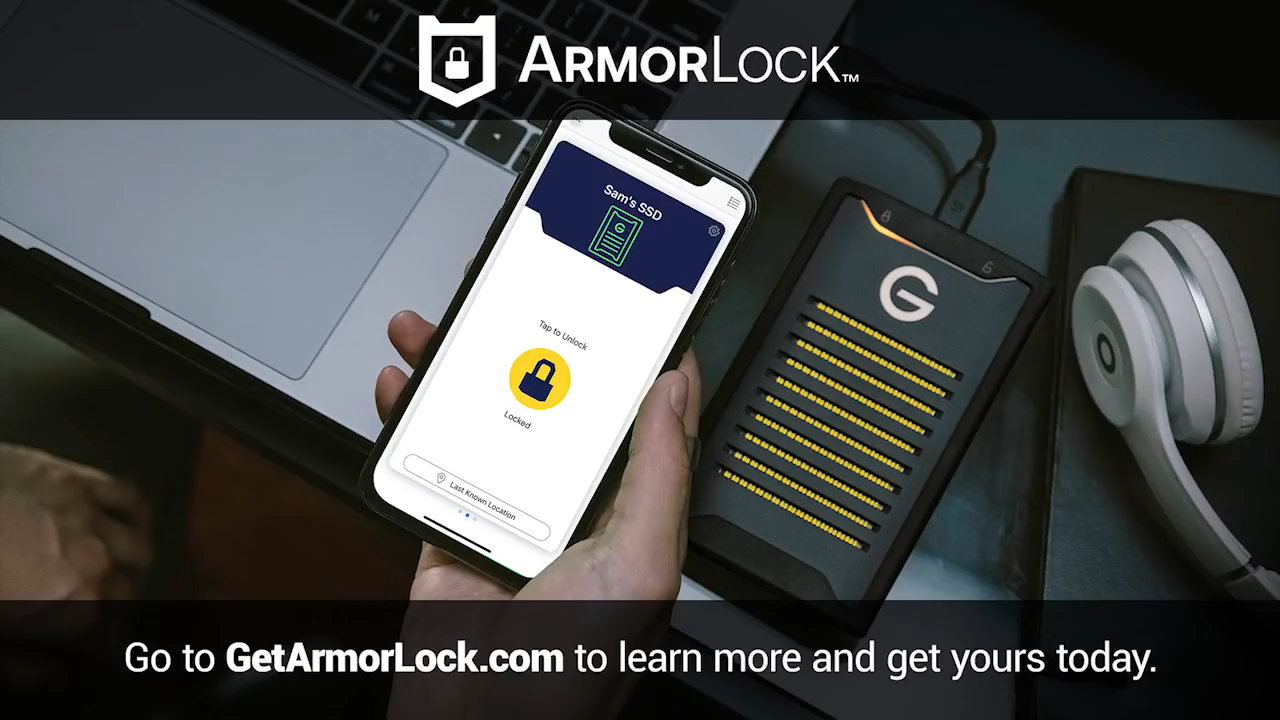 ARMORLOCK™
Sam's SSD
G
G
Tap to Unlock
Locked
Last Known Location
Go to GetArmorLock.com to learn more and get yours today.